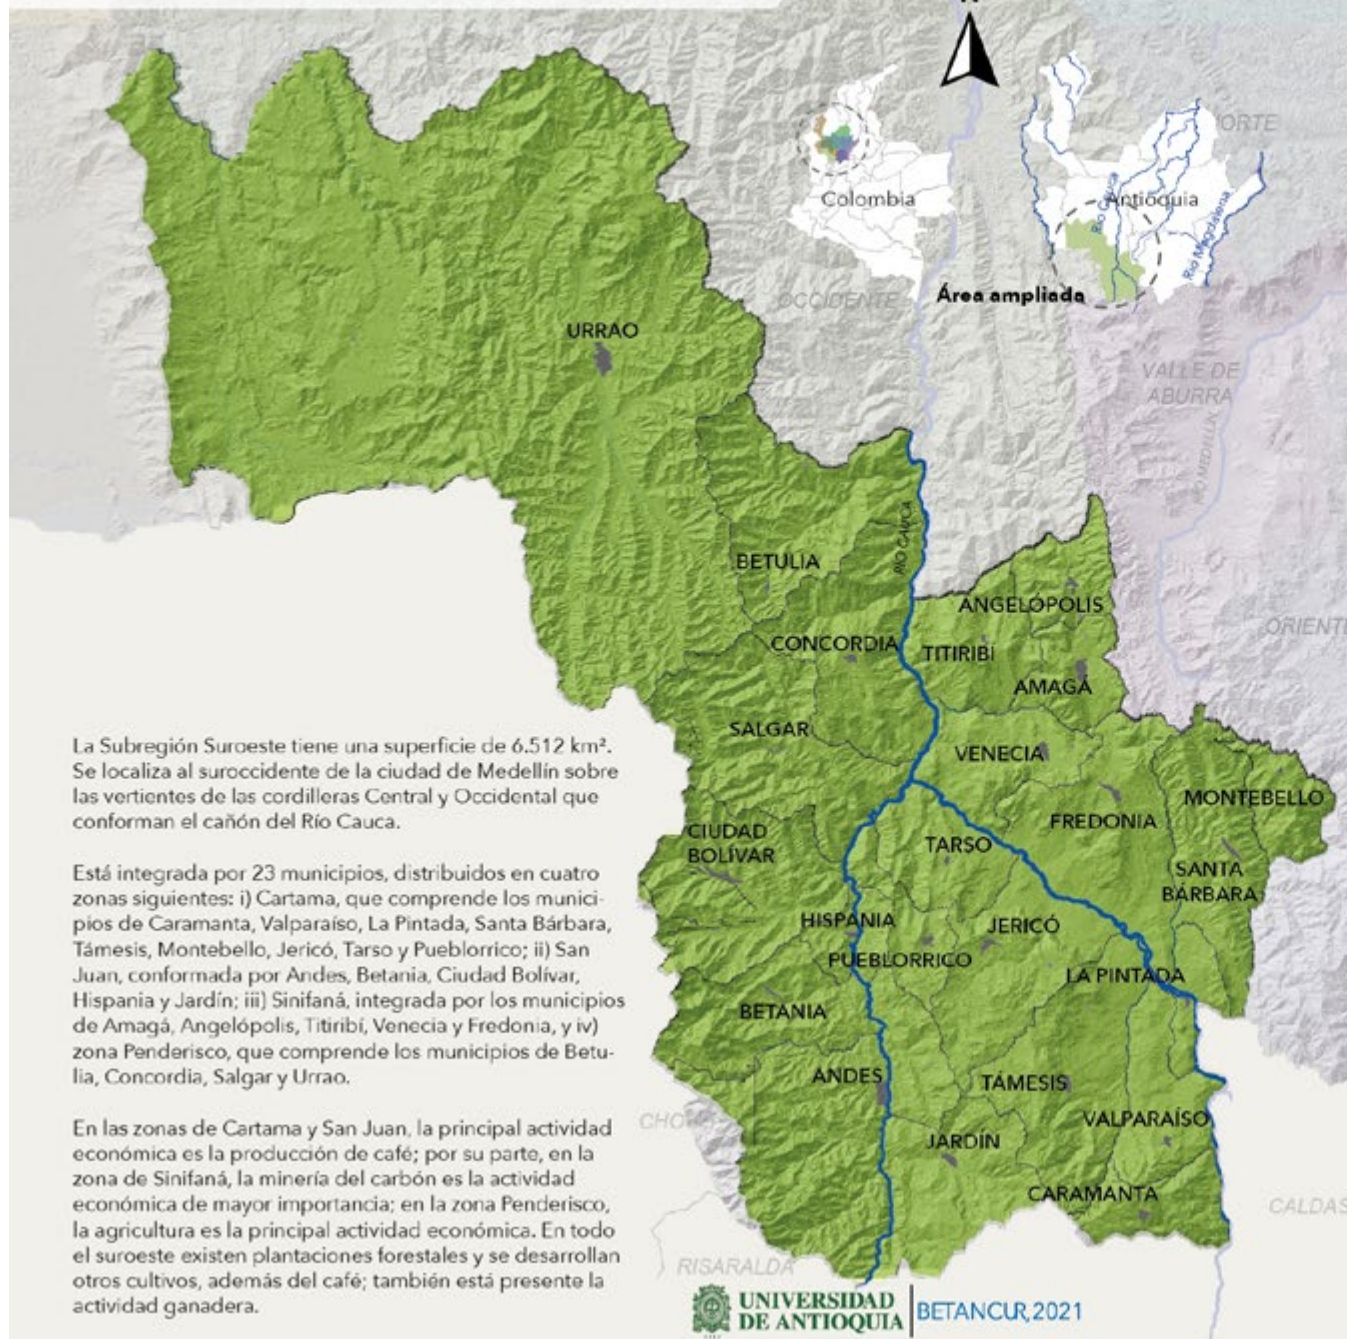 Colombia
Antioquia
Río Cauca
Río Magdalena
Área ampliada
OCCIDENTE
VALLE DE
ABURRA
RÍO MEDELLÍN
ORIENTE
URRAO
RÍO CAUCA
BETULIA
ANGELÓPOLIS
CONCORDIA
TITIRIBÍ
AMAGÁ
SALGAR
VENECIA
MONTEBELLO
FREDONIA
CIUDAD
BOLÍVAR
TARSO
SANTA
BÁRBARA
HISPANIA
JERICÓ
PUEBLORRICO
LA PINTADA
BETANIA
ANDES
TÁMESIS
VALPARAÍSO
JARDÍN
CARAMANTA
CALDAS
RISARALDA
La Subregión Suroeste tiene una superficie de 6.512 km².
Se localiza al suroccidente de la ciudad de Medellín sobre
las vertientes de las cordilleras Central y Occidental que
conforman el cañón del Río Cauca.
Está integrada por 23 municipios, distribuidos en cuatro
zonas siguientes: i) Cartama, que comprende los munici-
pios de Caramanta, Valparaíso, La Pintada, Santa Bárbara,
Támesis, Montebello, Jericó, Tarso y Pueblorrico; ii) San
Juan, conformada por Andes, Betania, Ciudad Bolívar,
Hispania y Jardín; iii) Sinifaná, integrada por los municipios
de Amagá, Angelópolis, Titiribí, Venecia y Fredonia, y iv)
zona Penderisco, que comprende los municipios de Betu-
lia, Concordia, Salgar y Urrao.
En las zonas de Cartama y San Juan, la principal actividad
económica es la producción de café; por su parte, en la
zona de Sinifaná, la minería del carbón es la actividad
económica de mayor importancia; en la zona Penderisco,
la agricultura es la principal actividad económica. En todo
el suroeste existen plantaciones forestales y se desarrollan
otros cultivos, además del café; también está presente la
actividad ganadera.
UNIVERSIDAD
DE ANTIOQUIA
BETANCUR, 2021